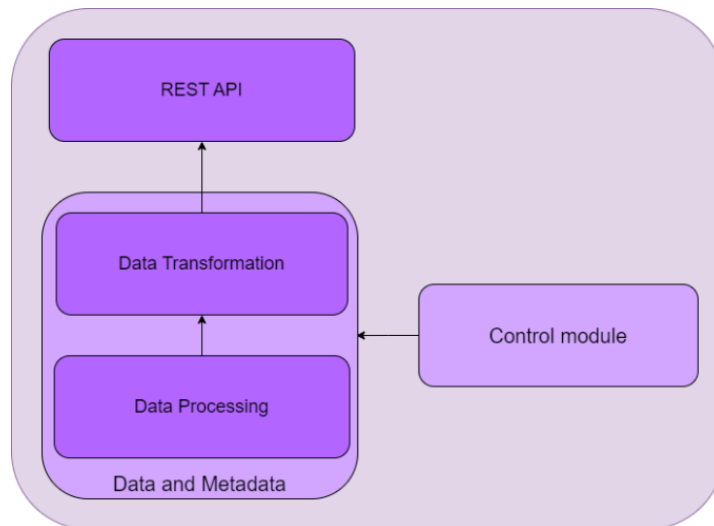 REST API
Data Transformation
Control module
Data Processing
Data and Metadata